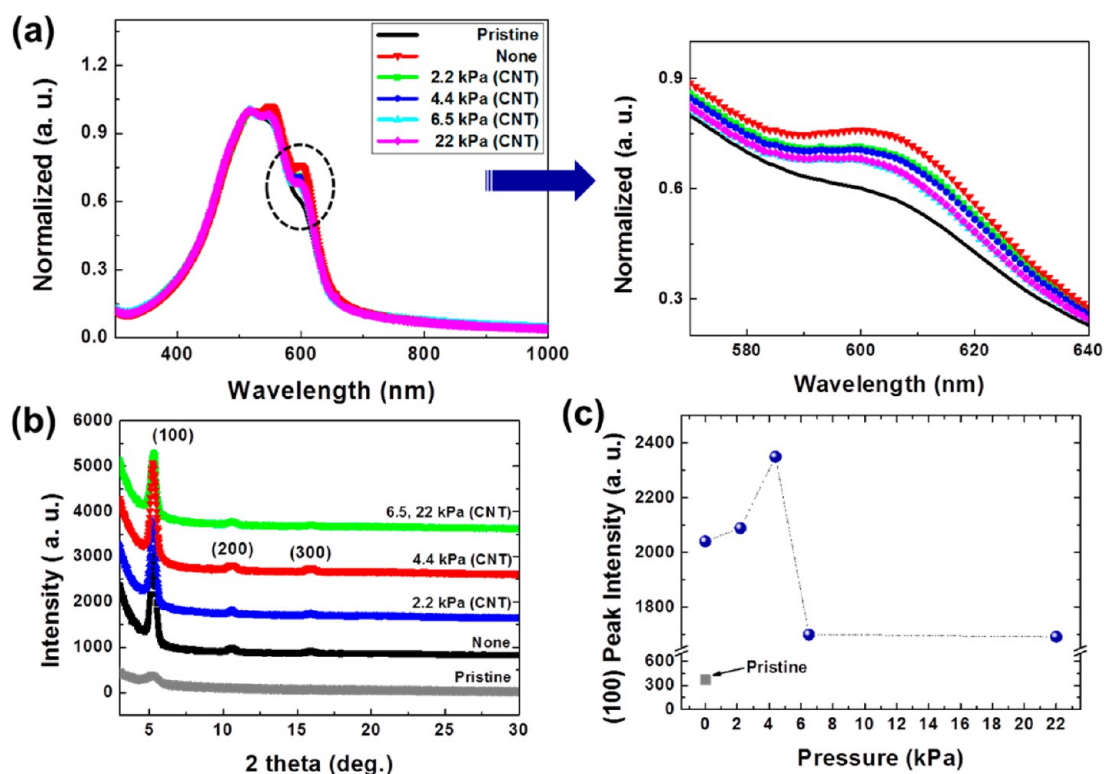 (a)
Normalized (a. u.)
1.2
0.9
0.6
0.3
0.0
400
600
800
1000
Wavelength (nm)
Pristine
None
2.2 kPa (CNT)
4.4 kPa (CNT)
6.5 kPa (CNT)
22 kPa (CNT)
Normalized (a. u.)
0.9
0.6
0.3
580
600
620
640
Wavelength (nm)
(b)
Intensity ( a. u.)
6000
5000
4000
3000
2000
1000
0
(100)
(200)
(300)
6.5, 22 kPa (CNT)
4.4 kPa (CNT)
2.2 kPa (CNT)
None
Pristine
5
10
15
20
25
30
2 theta (deg.)
(c)
(100) Peak Intensity (a. u.)
2400
2200
2000
1800
600
300
0
Pristine
0
2
4
6
8
10
12
14
16
18
20
22
Pressure (kPa)